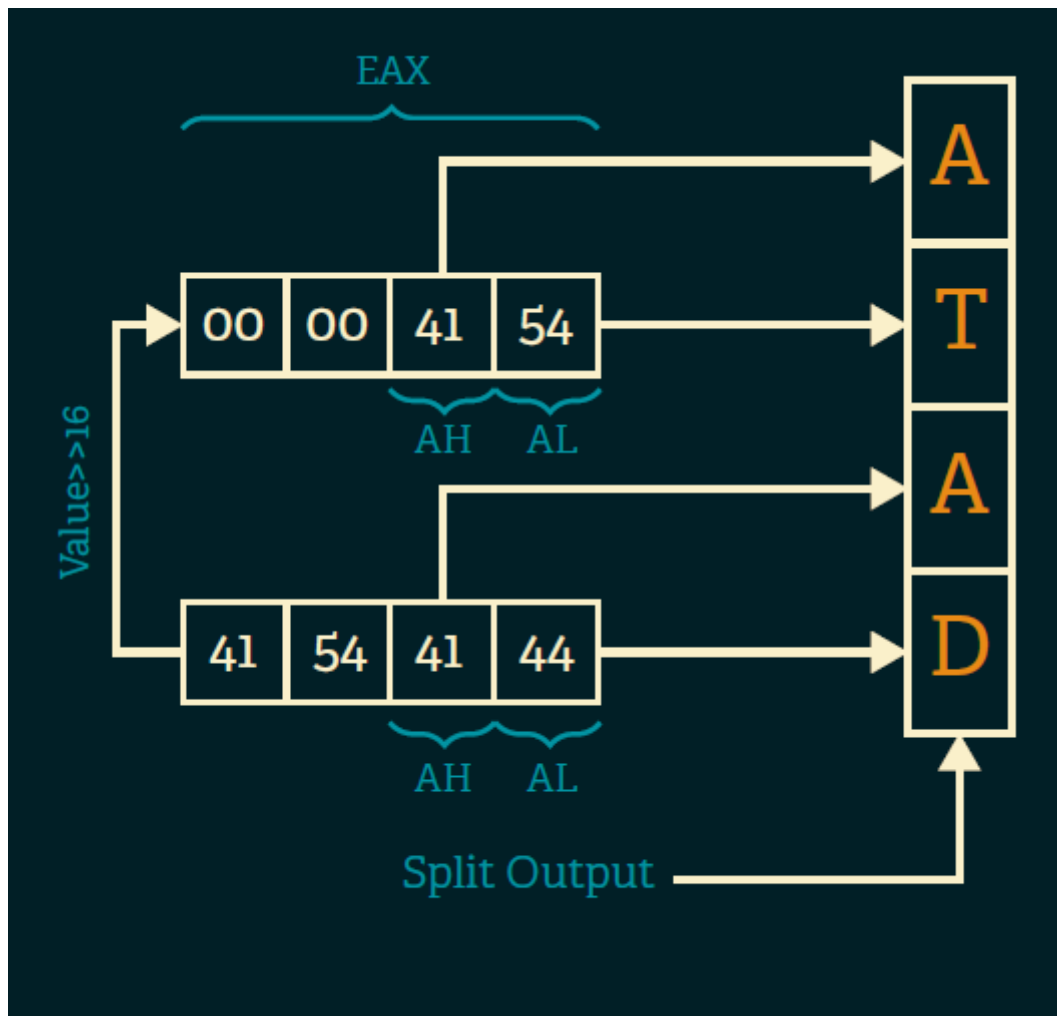 EAX
A
00 00 41 54
T
AH AL
Value>>16
A
41 54 41 44
D
AH AL
Split Output